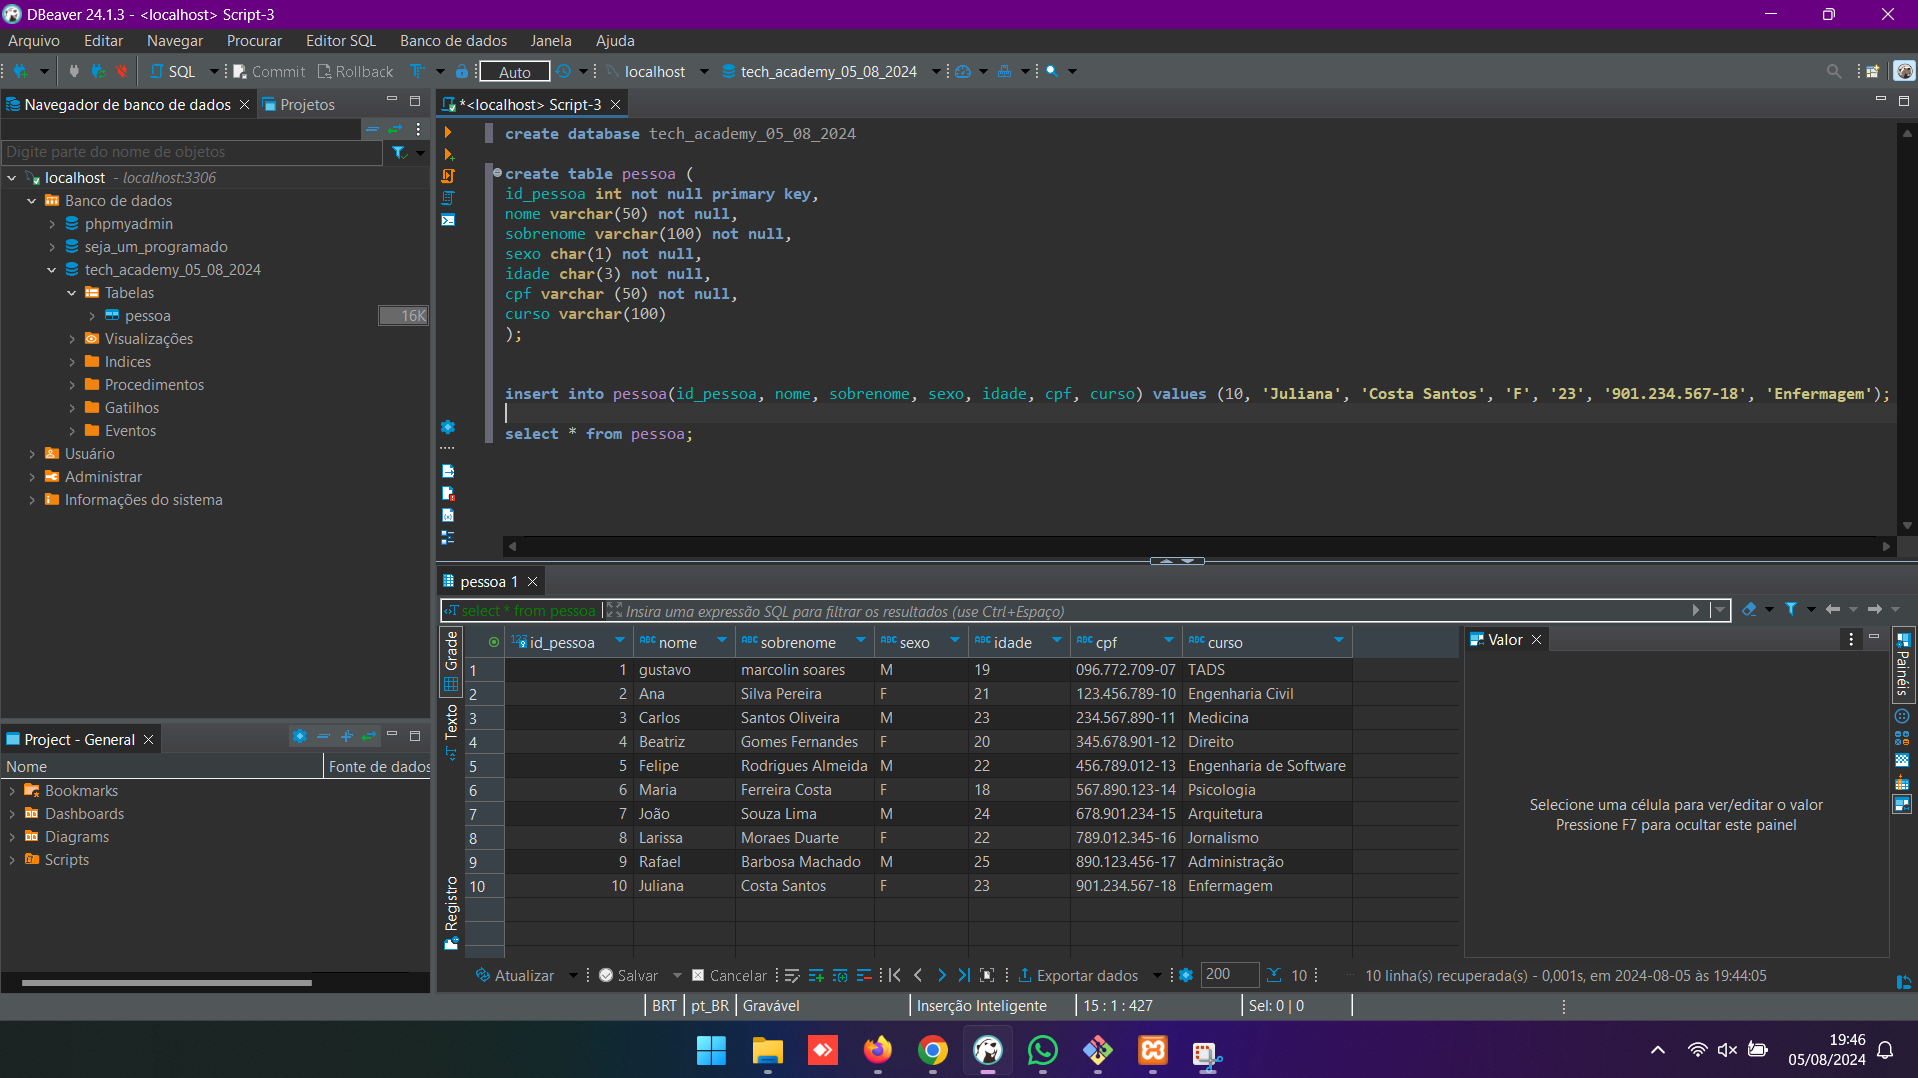 DBeaver 24.1.3 - <localhost> Script-3
Arquivo Editar Navegar Procurar Editor SQL Banco de dados Janela Ajuda
SQL Commit Rollback Auto localhost tech_academy_05_08_2024
Navegador de banco de dados Projetos
Digite parte do nome de objetos
localhost - localhost:3306
Banco de dados
phpmyadmin
seja_um_programado
tech_academy_05_08_2024
Tabelas
pessoa 16K
Visualizações
Indices
Procedimentos
Gatilhos
Eventos
Usuário
Administrar
Informações do sistema
Project - General
Nome Fonte de dados
Bookmarks
Dashboards
Diagrams
Scripts
*<localhost> Script-3
create database tech_academy_05_08_2024
create table pessoa (
id_pessoa int not null primary key,
nome varchar(50) not null,
sobrenome varchar(100) not null,
sexo char(1) not null,
idade char(3) not null,
cpf varchar (50) not null,
curso varchar(100)
);
insert into pessoa(id_pessoa, nome, sobrenome, sexo, idade, cpf, curso) values (10, 'Juliana', 'Costa Santos', 'F', '23', '901.234.567-18', 'Enfermagem');
select * from pessoa;
pessoa 1
select * from pessoa Insira uma expressão SQL para filtrar os resultados (use Ctrl+Espaço)
Grade
Texto
Registro
123 id_pessoa ABC nome ABC sobrenome ABC sexo ABC idade ABC cpf ABC curso
1 1 gustavo marcolin soares M 19 096.772.709-07 TADS
2 2 Ana Silva Pereira F 21 123.456.789-10 Engenharia Civil
3 3 Carlos Santos Oliveira M 23 234.567.890-11 Medicina
4 4 Beatriz Gomes Fernandes F 20 345.678.901-12 Direito
5 5 Felipe Rodrigues Almeida M 22 456.789.012-13 Engenharia de Software
6 6 Maria Ferreira Costa F 18 567.890.123-14 Psicologia
7 7 João Souza Lima M 24 678.901.234-15 Arquitetura
8 8 Larissa Moraes Duarte F 22 789.012.345-16 Jornalismo
9 9 Rafael Barbosa Machado M 25 890.123.456-17 Administração
10 10 Juliana Costa Santos F 23 901.234.567-18 Enfermagem
Valor
Selecione uma célula para ver/editar o valor
Pressione F7 para ocultar este painel
Painéis
Atualizar Salvar Cancelar Exportar dados 200 10 10 linha(s) recuperada(s) - 0,001s, em 2024-08-05 às 19:44:05
BRT pt_BR Gravável Inserção Inteligente 15 : 1 : 427 Sel: 0 | 0
19:46
05/08/2024